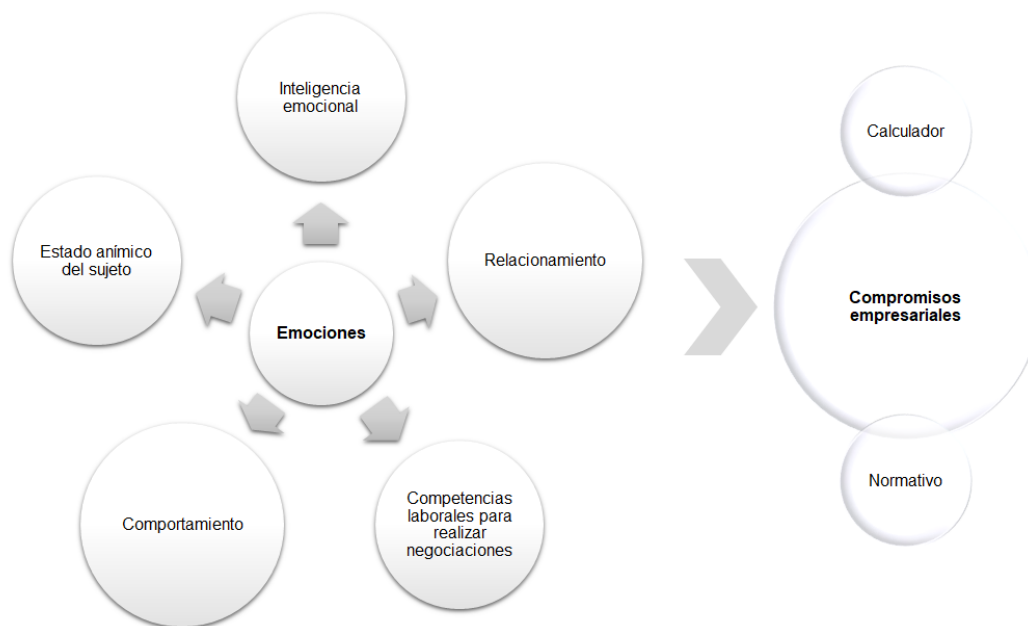 Inteligencia
emocional
Calculador
Estado anímico
del sujeto
Relacionamiento
Emociones
Compromisos
empresariales
Comportamiento
Competencias
laborales para
realizar
negociaciones
Normativo